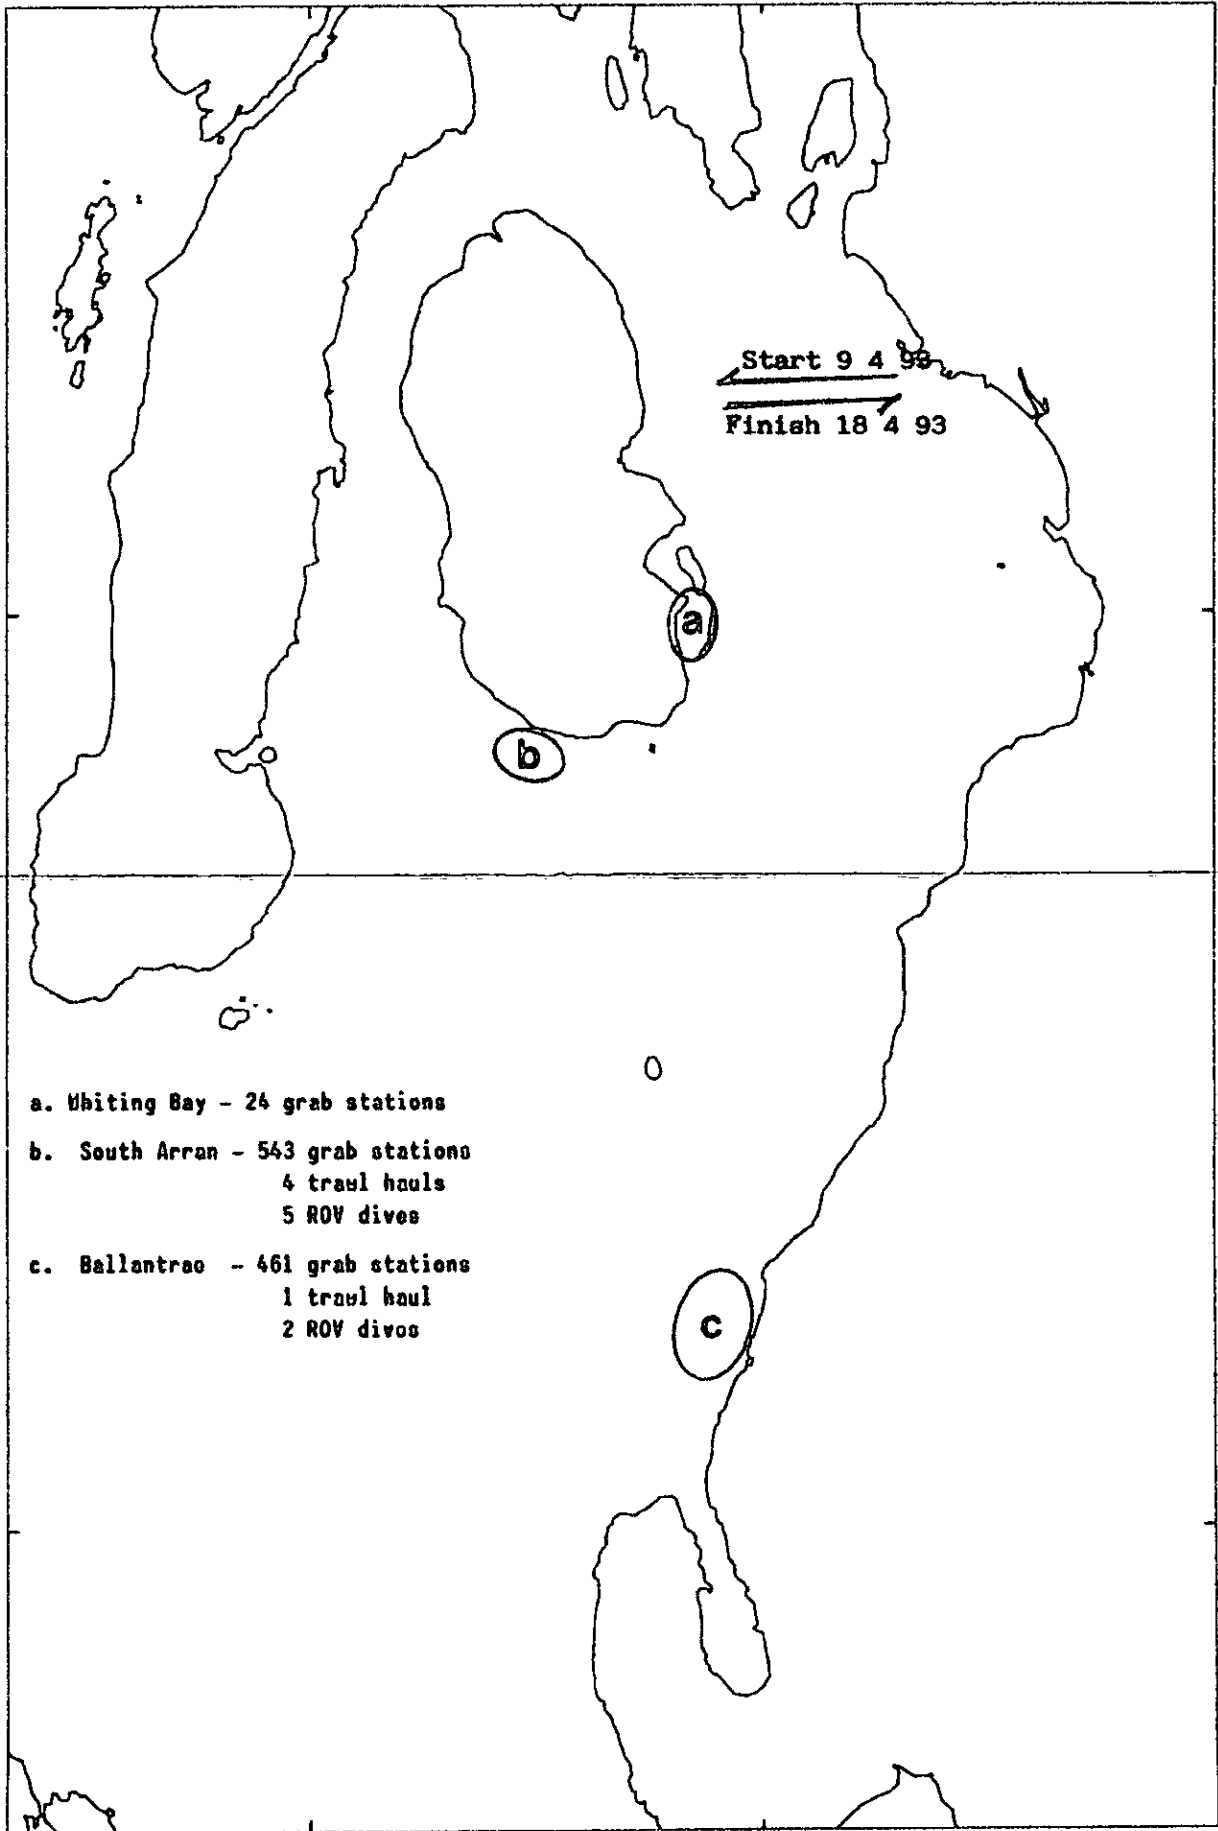 Start 9 4 93
Finish 18 4 93
a
b
a. Whiting Bay - 24 grab stations
b. South Arran - 543 grab stations
4 trawl hauls
5 ROV dives
c. Ballantrae - 461 grab stations
1 trawl haul
2 ROV dives
c